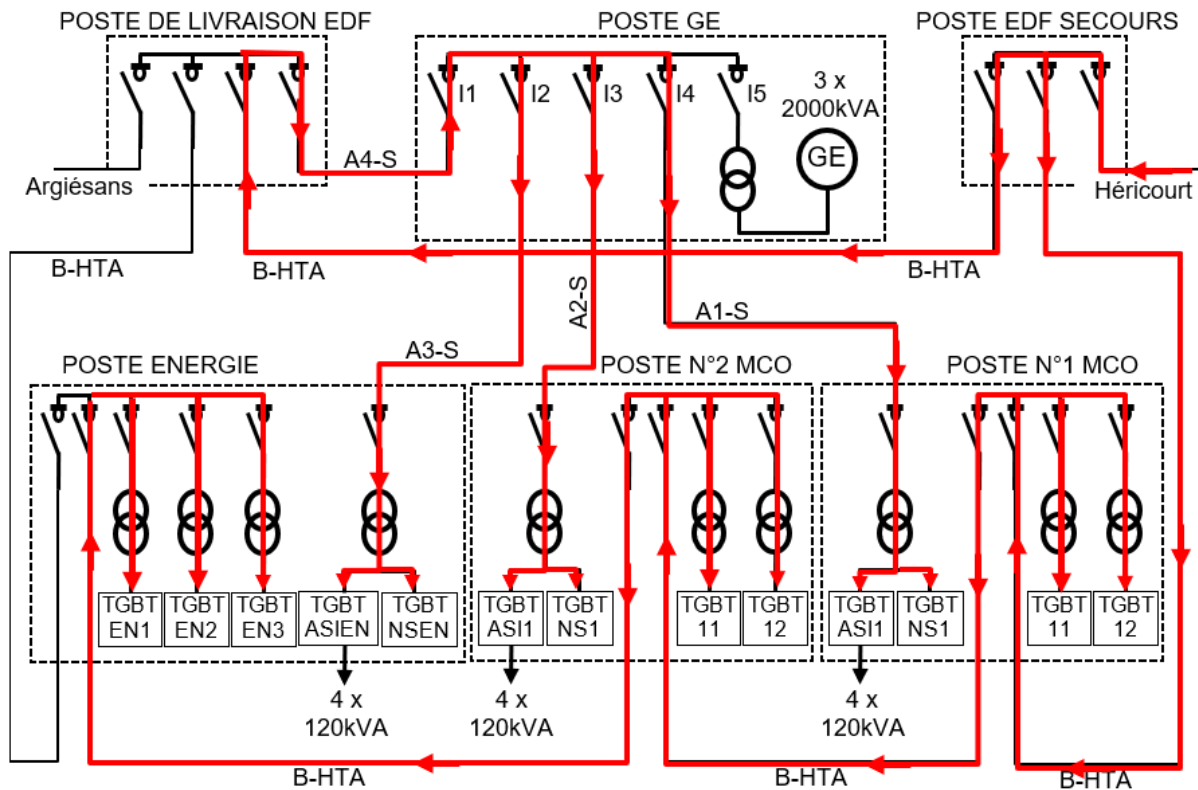 POSTE DE LIVRAISON EDF
POSTE GE
POSTE EDF SECOURS
I1
I2
I3
I4
I5
3 x
2000kVA
GE
A4-S
Argiésans
Héricourt
B-HTA
B-HTA
B-HTA
A2-S
A1-S
A3-S
POSTE ENERGIE
POSTE N°2 MCO
POSTE N°1 MCO
TGBT
EN1
TGBT
EN2
TGBT
EN3
TGBT
ASIEN
TGBT
NSEN
TGBT
ASI1
TGBT
NS1
TGBT
11
TGBT
12
TGBT
ASI1
TGBT
NS1
TGBT
11
TGBT
12
4 x
120kVA
4 x
120kVA
4 x
120kVA
B-HTA
B-HTA
B-HTA